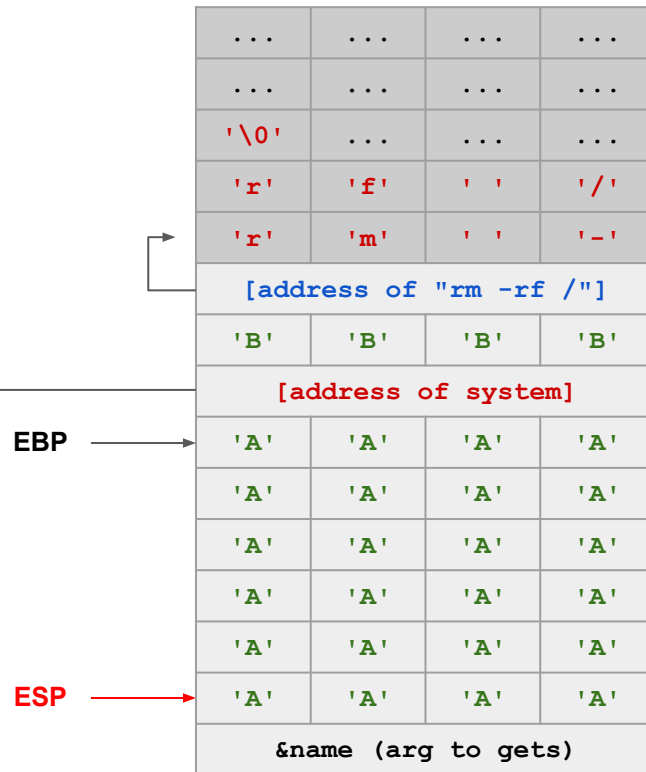 ... ... ... ...
... ... ... ...
'\0' ... ... ...
'r' 'f' ' ' '/'
'r' 'm' ' ' '-'
[address of "rm -rf /"]
'B' 'B' 'B' 'B'
[address of system]
EBP 'A' 'A' 'A' 'A'
'A' 'A' 'A' 'A'
'A' 'A' 'A' 'A'
'A' 'A' 'A' 'A'
'A' 'A' 'A' 'A'
ESP 'A' 'A' 'A' 'A'
&name (arg to gets)